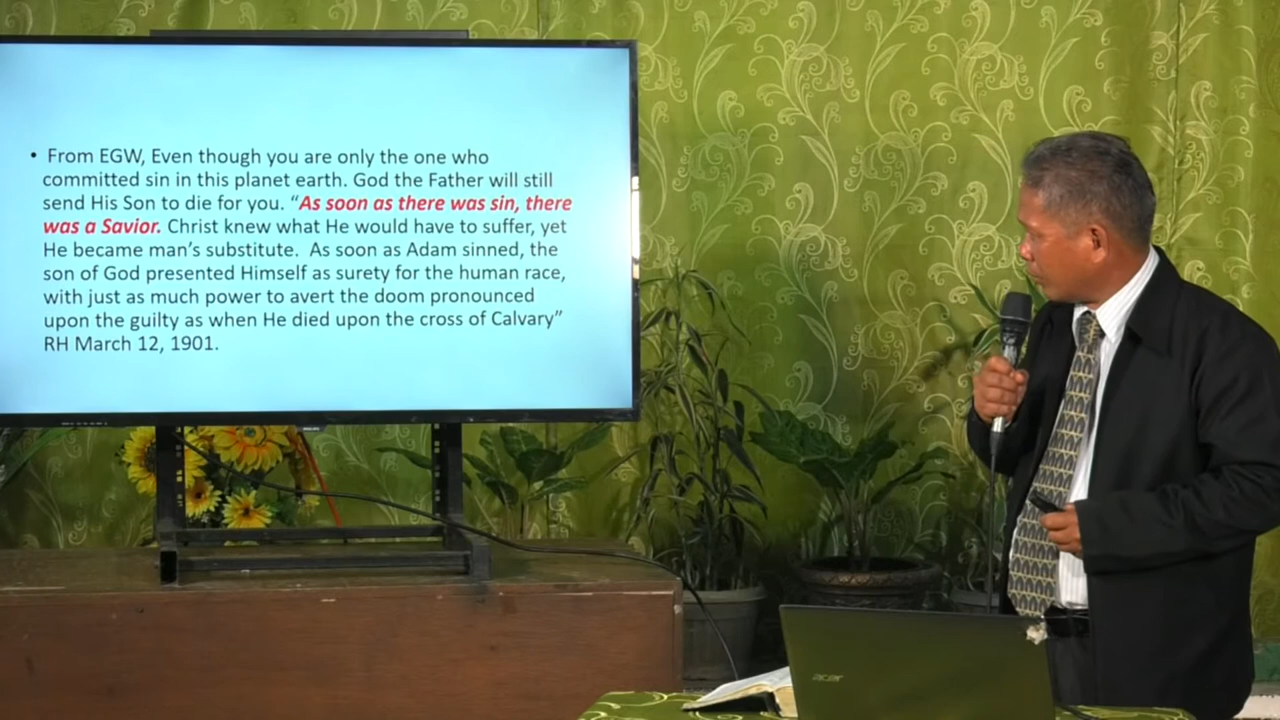 • From EGW, Even though you are only the one who
committed sin in this planet earth. God the Father will still
send His Son to die for you. “As soon as there was sin, there
was a Savior. Christ knew what He would have to suffer, yet
He became man’s substitute. As soon as Adam sinned, the
son of God presented Himself as surety for the human race,
with just as much power to avert the doom pronounced
upon the guilty as when He died upon the cross of Calvary”
RH March 12, 1901.
acer